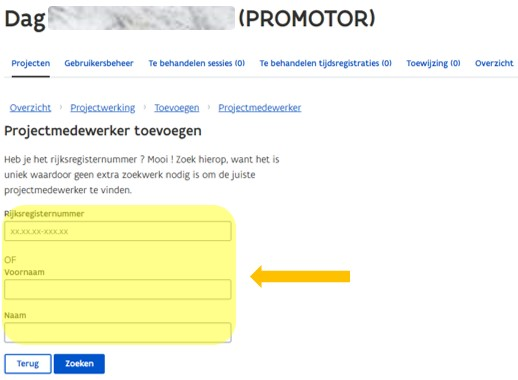 Dag (PROMOTOR)
Projecten Gebruikersbeheer Te behandelen sessies (0) Te behandelen tijdsregistraties (0) Toewijzing (0) Overzicht
Overzicht > Projectwerking > Toevoegen > Projectmedewerker
Projectmedewerker toevoegen
Heb je het rijksregisternummer ? Mooi ! Zoek hierop, want het is
uniek waardoor geen extra zoekwerk nodig is om de juiste
projectmedewerker te vinden.
Rijksregisternummer
xx.xx.xx-xxx.xx
OF
Voornaam
Naam
Terug Zoeken